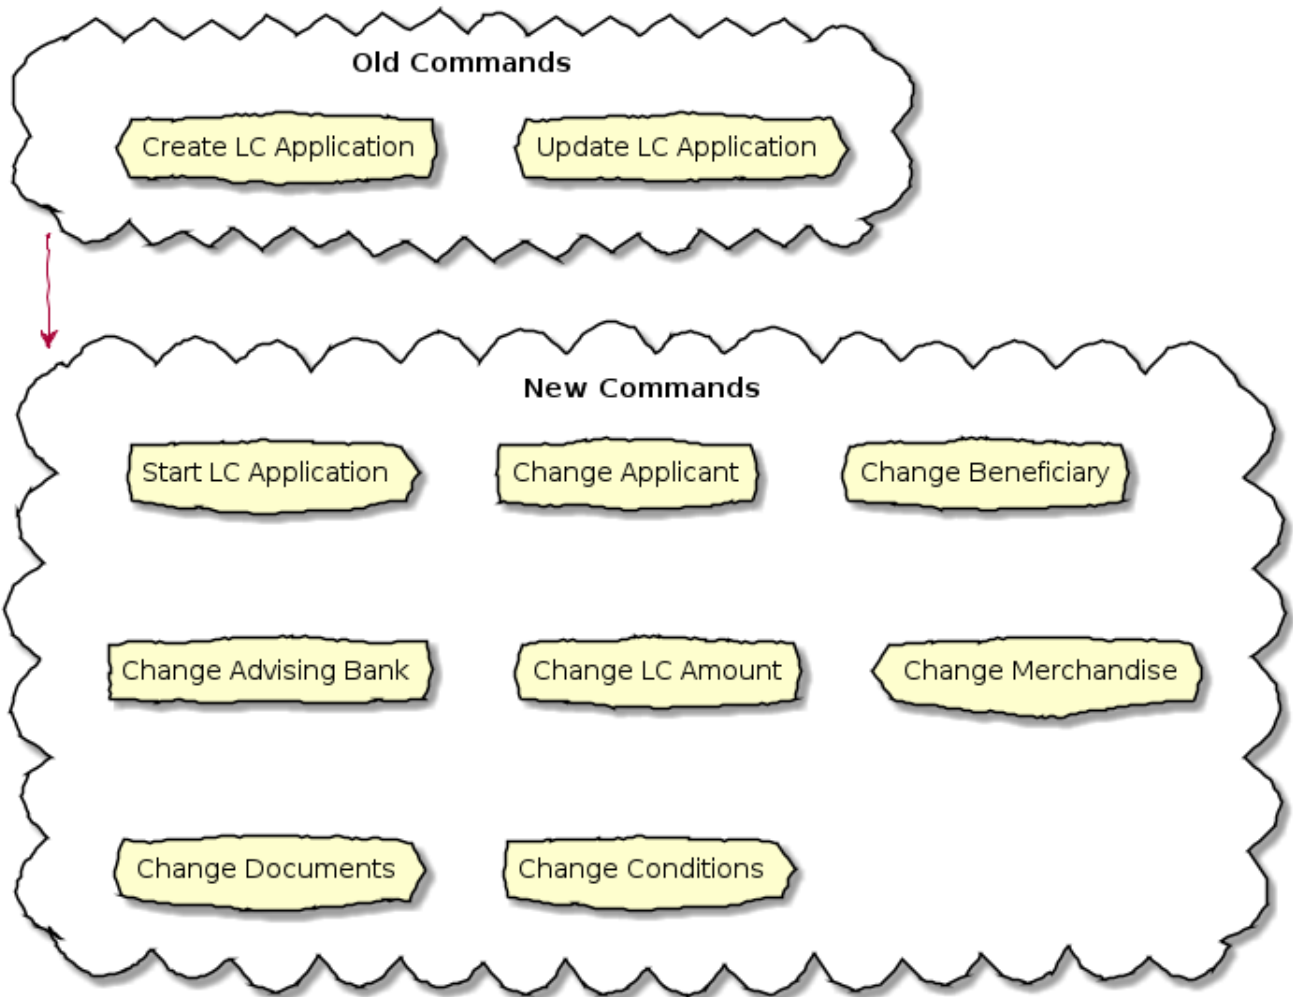 Old Commands
Create LC Application
Update LC Application
New Commands
Start LC Application
Change Applicant
Change Beneficiary
Change Advising Bank
Change LC Amount
Change Merchandise
Change Documents
Change Conditions